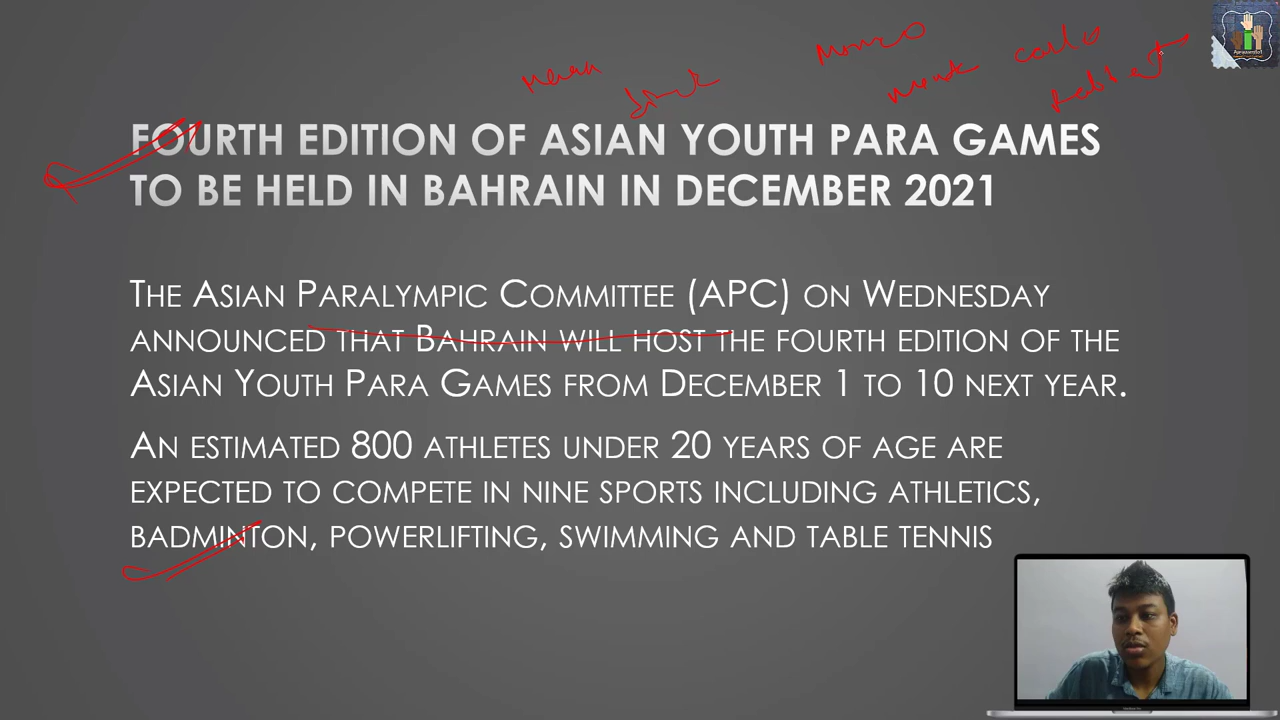 carlo
FOURTH EDITION OF ASIAN YOUTH PARA GAMES
TO BE HELD IN BAHRAIN IN DECEMBER 2021
THE ASIAN PARALYMPIC COMMITTEE (APC) ON WEDNESDAY
ANNOUNCED THAT BAHRAIN WILL HOST THE FOURTH EDITION OF THE
ASIAN YOUTH PARA GAMES FROM DECEMBER 1 TO 10 NEXT YEAR.
AN ESTIMATED 800 ATHLETES UNDER 20 YEARS OF AGE ARE
EXPECTED TO COMPETE IN NINE SPORTS INCLUDING ATHLETICS,
BADMINTON, POWERLIFTING, SWIMMING AND TABLE TENNIS